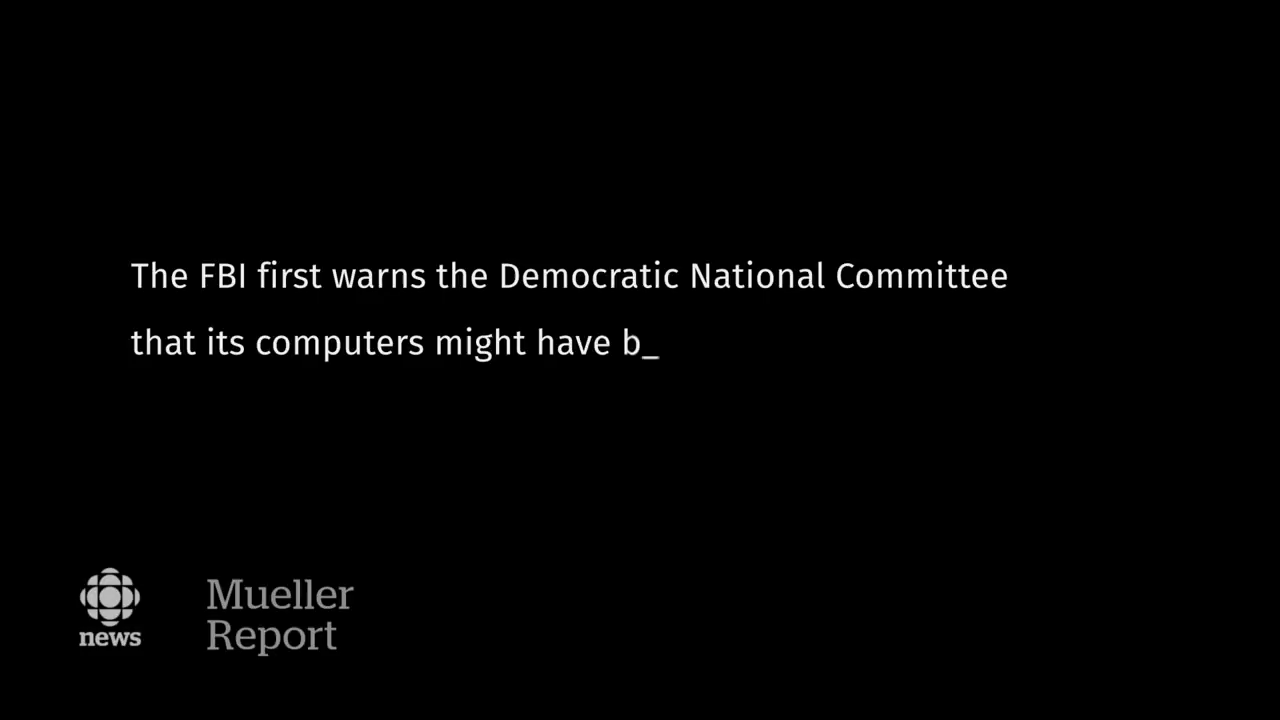 The FBI first warns the Democratic National Committee
that its computers might have b_
news
Mueller
Report